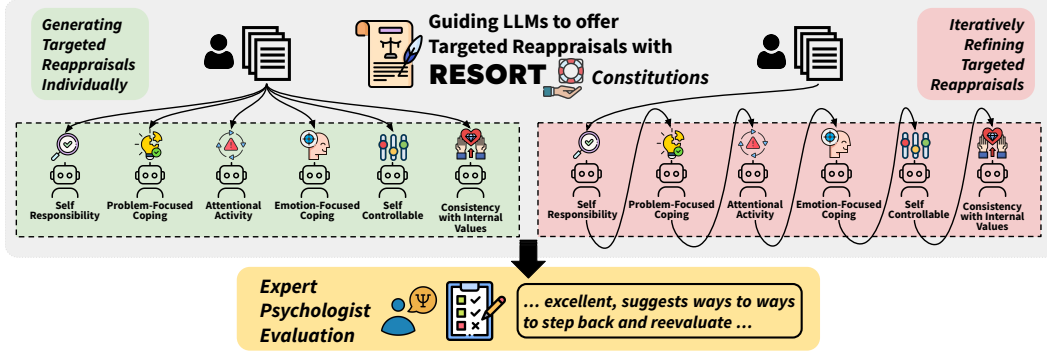 Generating
Targeted
Reappraisals
Individually
Guiding LLMs to offer
Targeted Reappraisals with
RESORT Constitutions
Iteratively
Refining
Targeted
Reappraisals
Self
Responsibility
Problem-Focused
Coping
Attentional
Activity
Emotion-Focused
Coping
Self
Controllable
Consistency
with Internal
Values
Self
Responsibility
Problem-Focused
Coping
Attentional
Activity
Emotion-Focused
Coping
Self
Controllable
Consistency
with Internal
Values
Expert
Psychologist
Evaluation
Ψ
... excellent, suggests ways to ways
to step back and reevaluate ...